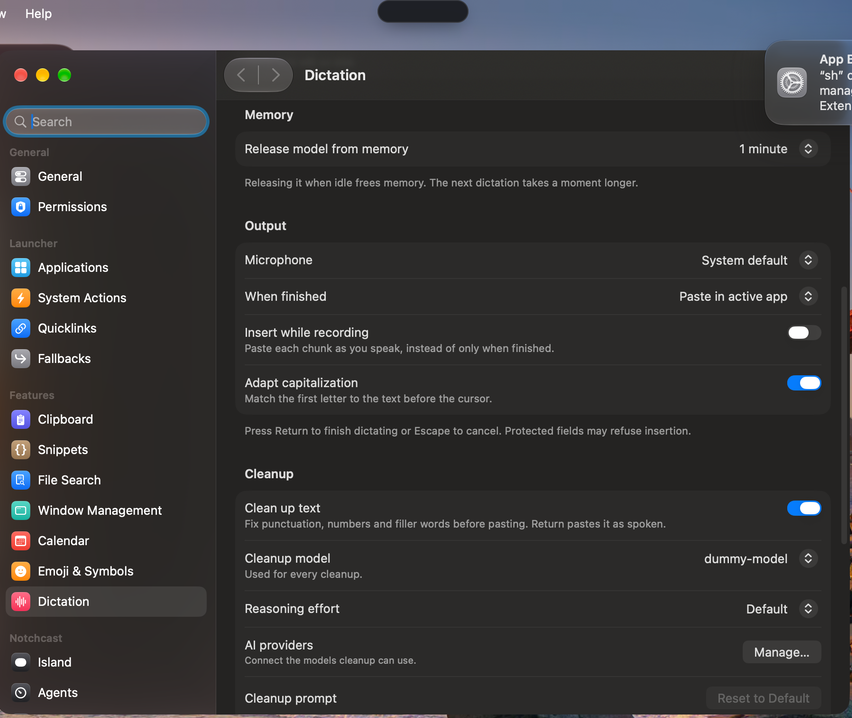 w Help
Dictation
App E
"sh" c
manag
Exten
Search
General
General
Permissions
Launcher
Applications
System Actions
Quicklinks
Fallbacks
Features
Clipboard
Snippets
File Search
Window Management
Calendar
Emoji & Symbols
Dictation
Notchcast
Island
Agents
Memory
Release model from memory 1 minute
Releasing it when idle frees memory. The next dictation takes a moment longer.
Output
Microphone System default
When finished Paste in active app
Insert while recording
Paste each chunk as you speak, instead of only when finished.
Adapt capitalization
Match the first letter to the text before the cursor.
Press Return to finish dictating or Escape to cancel. Protected fields may refuse insertion.
Cleanup
Clean up text
Fix punctuation, numbers and filler words before pasting. Return pastes it as spoken.
Cleanup model dummy-model
Used for every cleanup.
Reasoning effort Default
AI providers Manage...
Connect the models cleanup can use.
Cleanup prompt Reset to Default